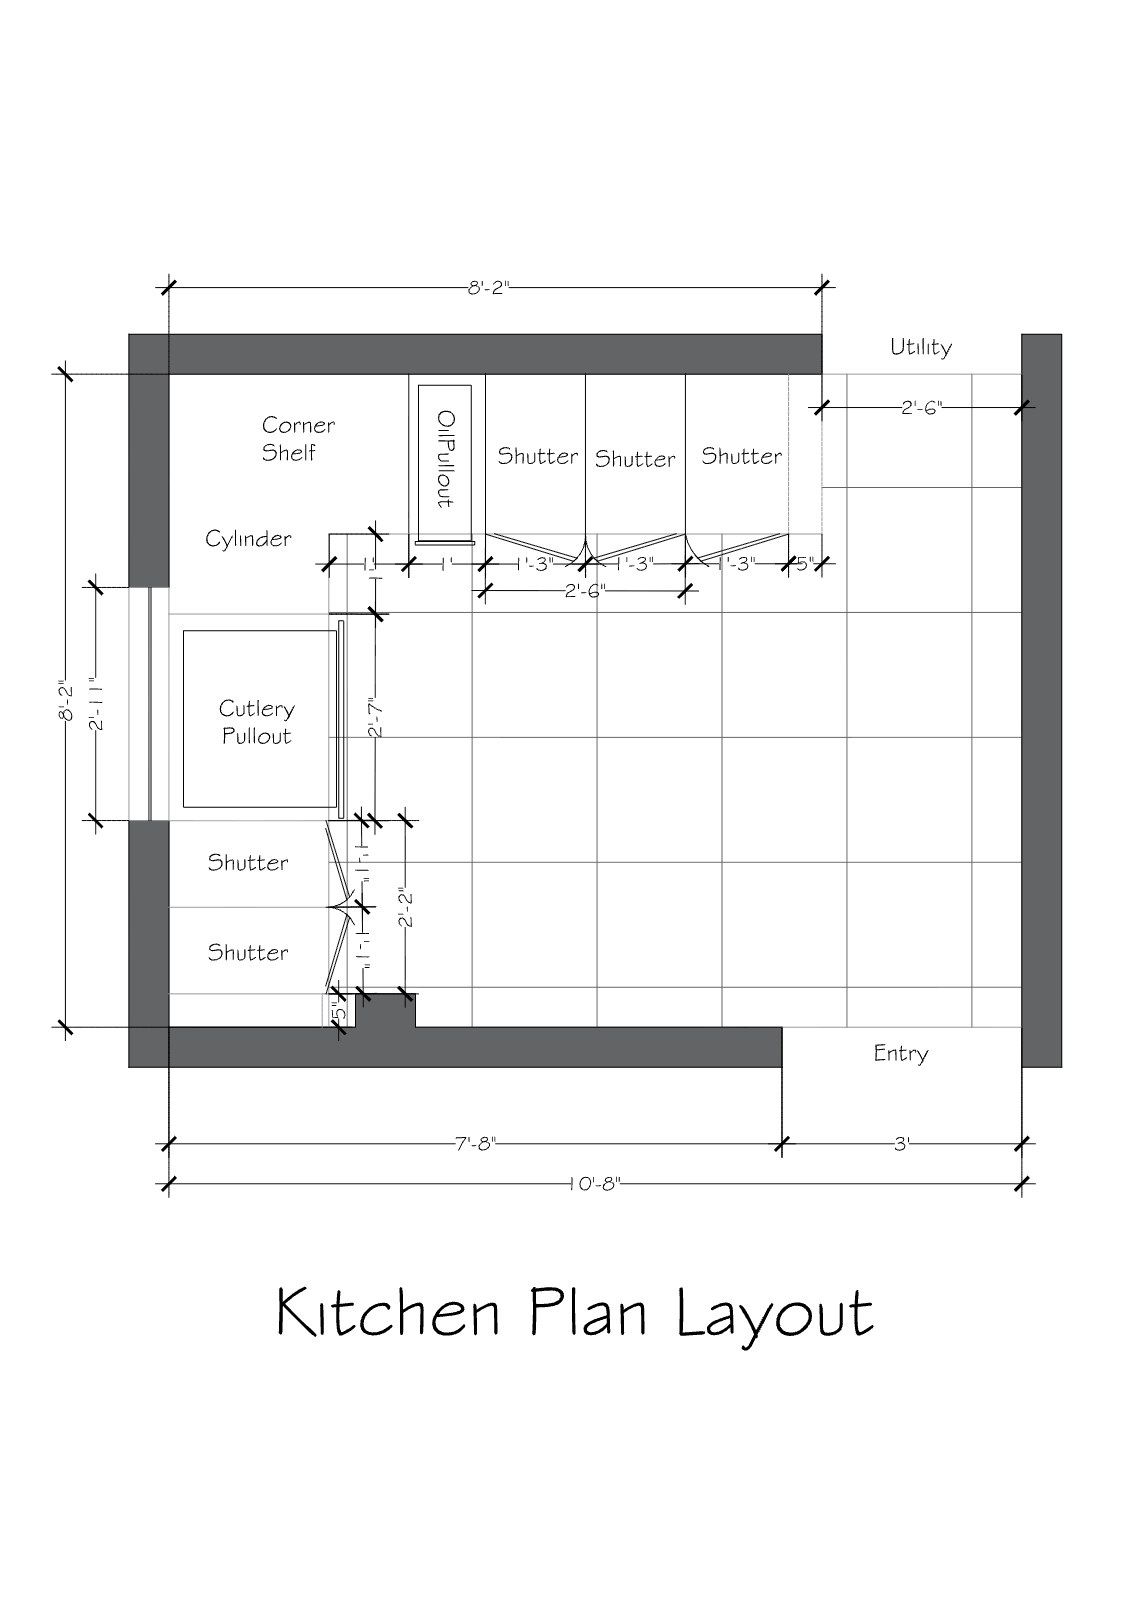 8'-2"
Utility
2'-6"
Corner
Shelf
OilPullout
Shutter
Shutter
Shutter
Cylinder
1'
1'
1'-3"
1'-3"
1'-3"
5"
1'
2'-6"
8'-2"
2'-11"
Cutlery
Pullout
2'-7"
Shutter
1'-1"
2'-2"
Shutter
1'-1"
5"
Entry
7'-8"
3'
10'-8"
Kitchen Plan Layout